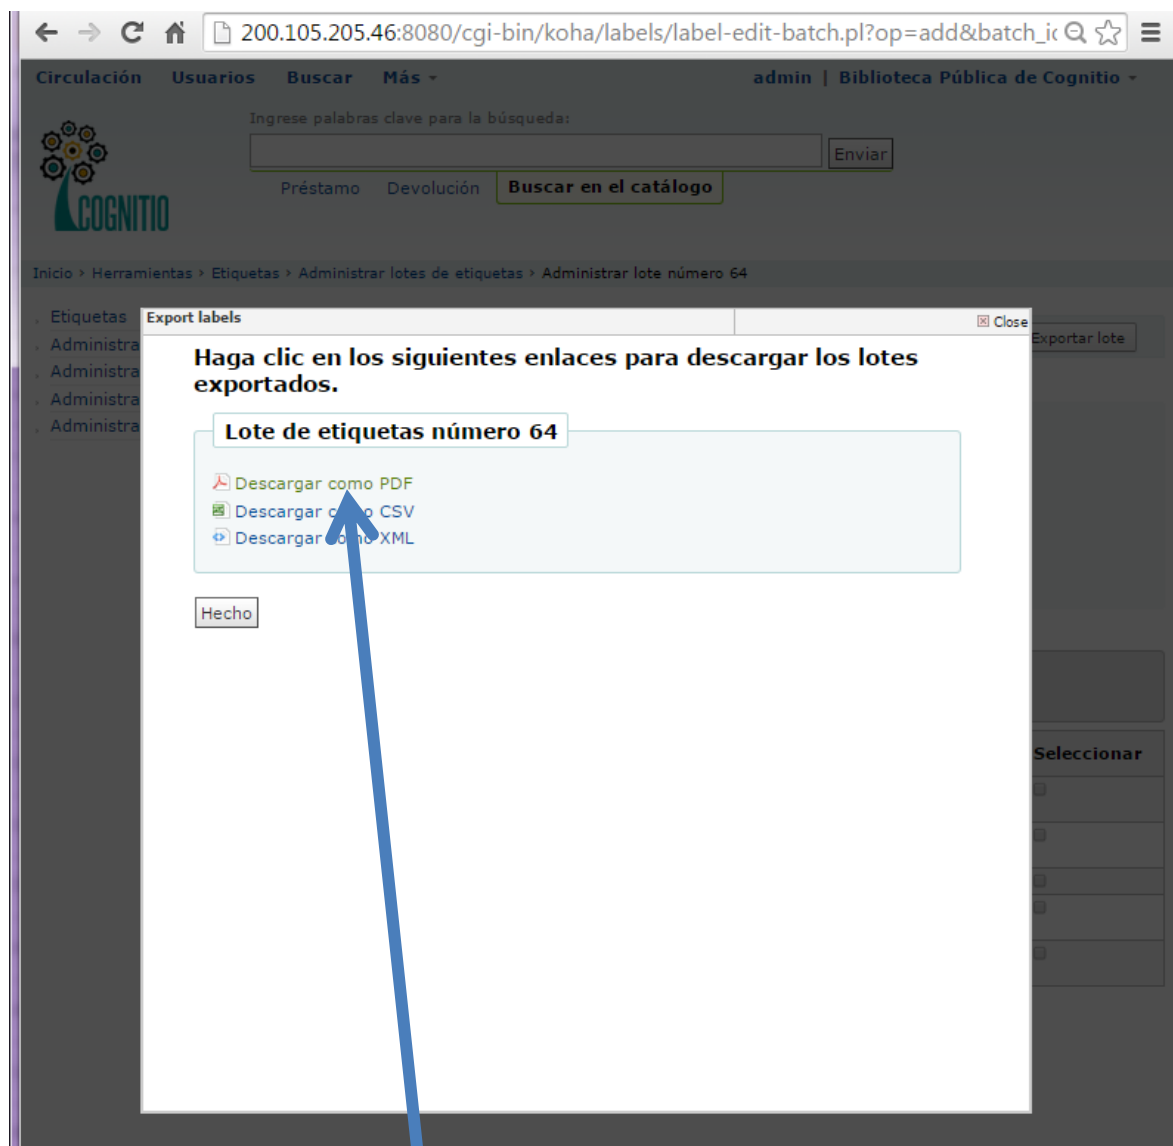 200.105.205.46:8080/cgi-bin/koha/labels/label-edit-batch.pl?op=add&batch_i
Circulación Usuarios Buscar Más admin | Biblioteca Pública de Cognitio
Ingrese palabras clave para la búsqueda:
Enviar
Préstamo Devolución Buscar en el catálogo
COGNITIO
Inicio › Herramientas › Etiquetas › Administrar lotes de etiquetas › Administrar lote número 64
Etiquetas
Administra
Administra
Administra
Administra
Exportar lote
Export labels Close
Haga clic en los siguientes enlaces para descargar los lotes
exportados.
Lote de etiquetas número 64
Descargar como PDF
Descargar como CSV
Descargar como XML
Hecho
Seleccionar